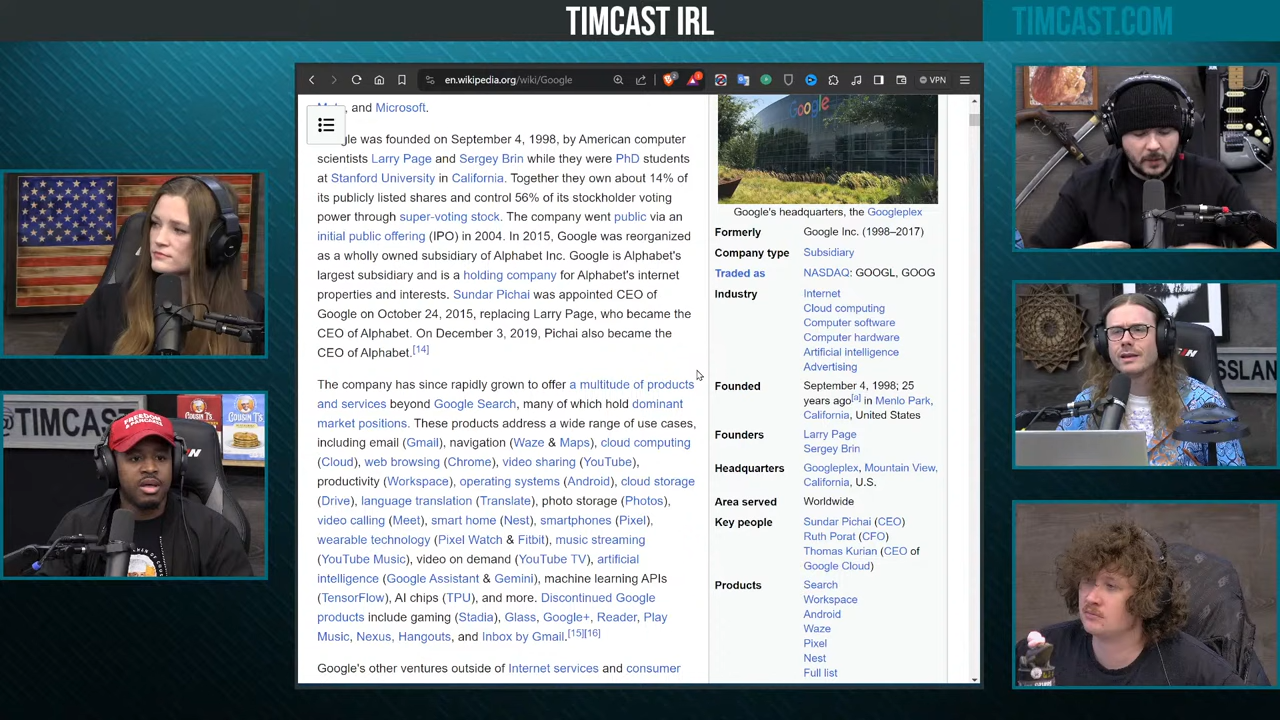 TIMCAST IRL
TIMCAST.COM
en.wikipedia.org/wiki/Google
VPN
and Microsoft.
gle was founded on September 4, 1998, by American computer
scientists Larry Page and Sergey Brin while they were PhD students
at Stanford University in California. Together they own about 14% of
its publicly listed shares and control 56% of its stockholder voting
power through super-voting stock. The company went public via an
initial public offering (IPO) in 2004. In 2015, Google was reorganized
as a wholly owned subsidiary of Alphabet Inc. Google is Alphabet's
largest subsidiary and is a holding company for Alphabet's internet
properties and interests. Sundar Pichai was appointed CEO of
Google on October 24, 2015, replacing Larry Page, who became the
CEO of Alphabet. On December 3, 2019, Pichai also became the
CEO of Alphabet.[14]
The company has since rapidly grown to offer a multitude of products
and services beyond Google Search, many of which hold dominant
market positions. These products address a wide range of use cases,
including email (Gmail), navigation (Waze & Maps), cloud computing
(Cloud), web browsing (Chrome), video sharing (YouTube),
productivity (Workspace), operating systems (Android), cloud storage
(Drive), language translation (Translate), photo storage (Photos),
video calling (Meet), smart home (Nest), smartphones (Pixel),
wearable technology (Pixel Watch & Fitbit), music streaming
(YouTube Music), video on demand (YouTube TV), artificial
intelligence (Google Assistant & Gemini), machine learning APIs
(TensorFlow), AI chips (TPU), and more. Discontinued Google
products include gaming (Stadia), Glass, Google+, Reader, Play
Music, Nexus, Hangouts, and Inbox by Gmail.[15][16]
Google's other ventures outside of Internet services and consumer
Google
Google's headquarters, the Googleplex
Formerly Google Inc. (1998–2017)
Company type Subsidiary
Traded as NASDAQ: GOOGL, GOOG
Industry Internet
Cloud computing
Computer software
Computer hardware
Artificial intelligence
Advertising
Founded September 4, 1998; 25
years ago[a] in Menlo Park,
California, United States
Founders Larry Page
Sergey Brin
Headquarters Googleplex, Mountain View,
California, U.S.
Area served Worldwide
Key people Sundar Pichai (CEO)
Ruth Porat (CFO)
Thomas Kurian (CEO of
Google Cloud)
Products Search
Workspace
Android
Waze
Pixel
Nest
Full list
@TIMCAST
FREEDOM
COUSIN T'S
COUSIN T'S
SSLAN